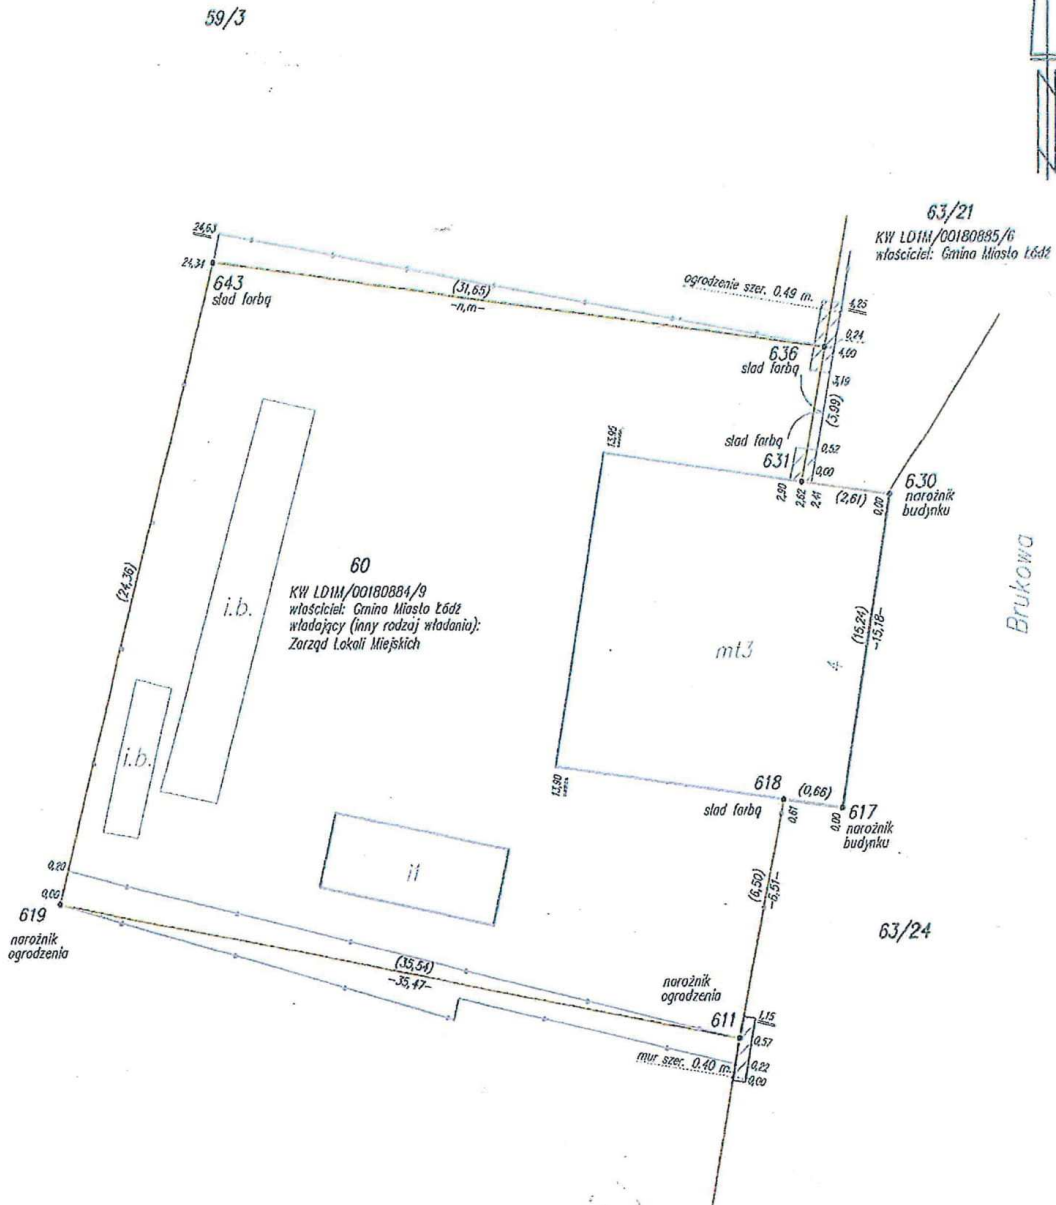 59/3
63/21
KW LD1M/00180885/6
właściciel: Gmina Miasto Łódź
24,63
24,34
643
ślad farbą
(31,65)
-n,m-
ogrodzenie szer. 0.49 m.
4,25
0,24
4,00
636
ślad farbą
3,19
(3,99)
ślad farbą
0,52
0,00
631
13,95
2,90
2,62
2,41
(2,61)
0,00
630
narożnik
budynku
(24,36)
60
KW LD1M/00180884/9
właściciel: Gmina Miasto Łódź
władający (inny rodzaj władania):
Zarząd Lokali Miejskich
i.b.
mt3
(15,24)
-15,18-
4
Brukowa
i.b.
13,90
618
ślad farbą
(0,66)
0,61
0,00
617
narożnik
budynku
i1
0,20
0,00
619
narożnik
ogrodzenia
(6,50)
-6,51-
63/24
(35,54)
-35,47-
narożnik
ogrodzenia
611
1,15
0,57
0,22
0,00
mur szer. 0.40 m.